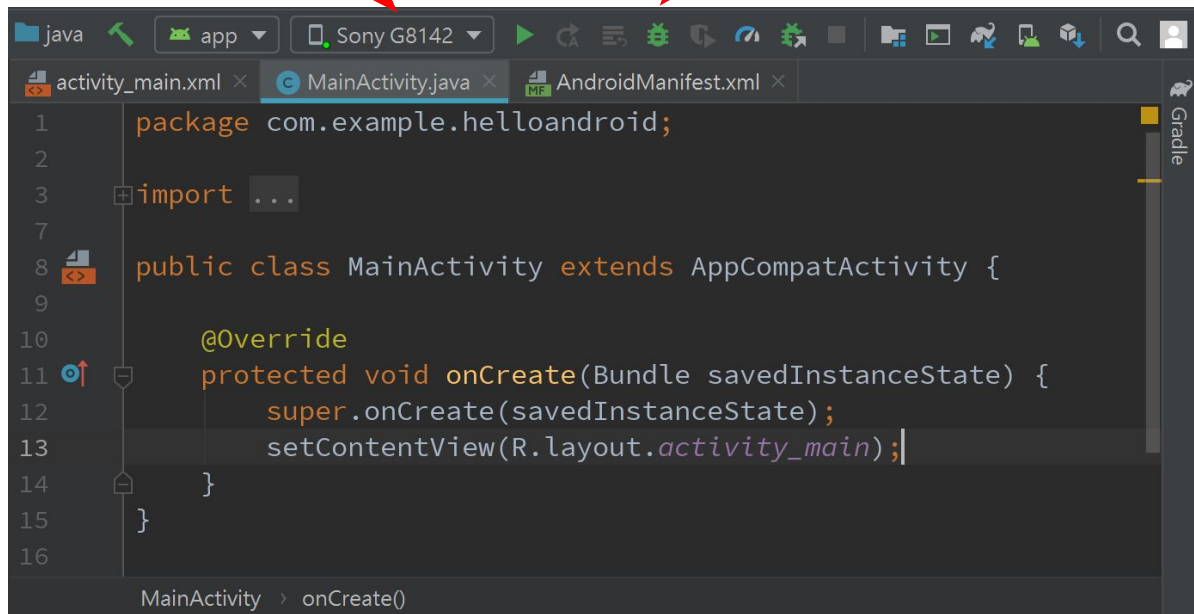 java app Sony G8142
activity_main.xml MainActivity.java MF AndroidManifest.xml
Gradle
1 package com.example.helloandroid;
2
3 import ...
7
8 public class MainActivity extends AppCompatActivity {
9
10 @Override
11 protected void onCreate(Bundle savedInstanceState) {
12 super.onCreate(savedInstanceState);
13 setContentView(R.layout.activity_main);
14 }
15 }
16
MainActivity › onCreate()